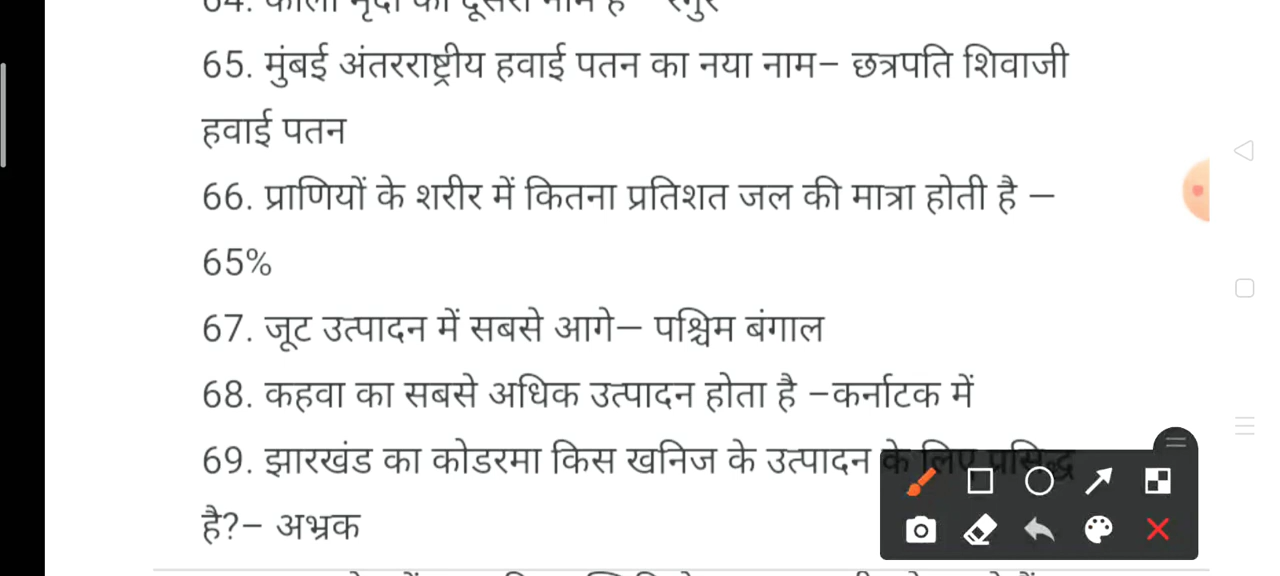 64. काली मृदा का दूसरा नाम है – रेगुर
65. मुंबई अंतरराष्ट्रीय हवाई पतन का नया नाम– छत्रपति शिवाजी
हवाई पतन
66. प्राणियों के शरीर में कितना प्रतिशत जल की मात्रा होती है –
65%
67. जूट उत्पादन में सबसे आगे– पश्चिम बंगाल
68. कहवा का सबसे अधिक उत्पादन होता है –कर्नाटक में
69. झारखंड का कोडरमा किस खनिज के उत्पादन के लिए प्रसिद्ध
है?– अभ्रक